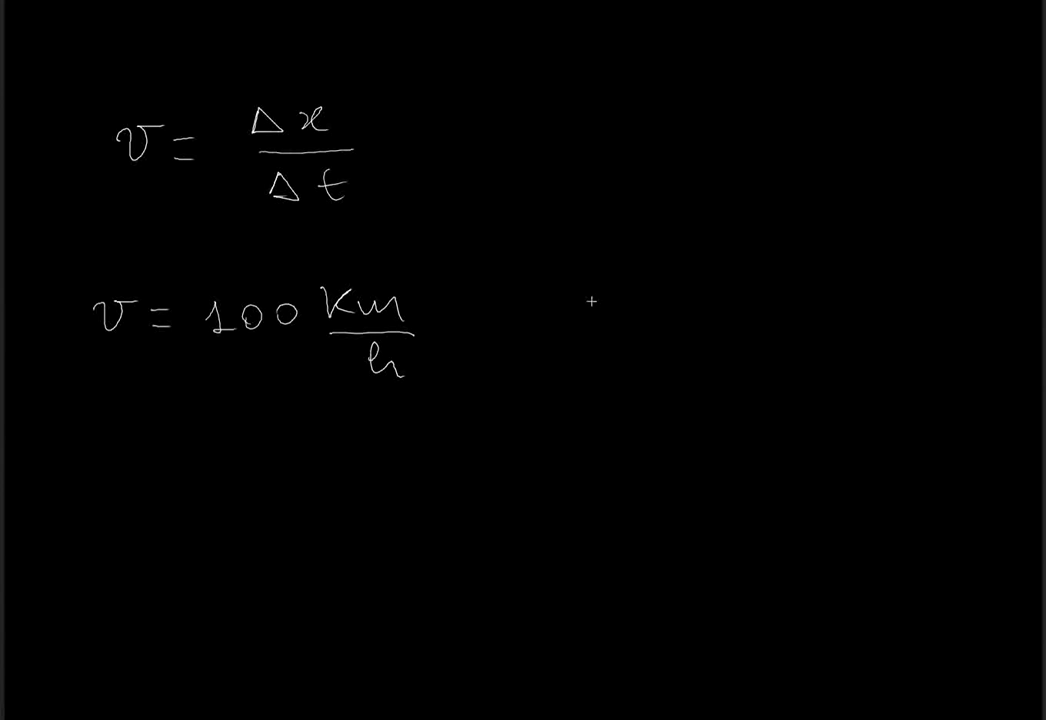 v = Δx / Δt
v = 100 Km / h